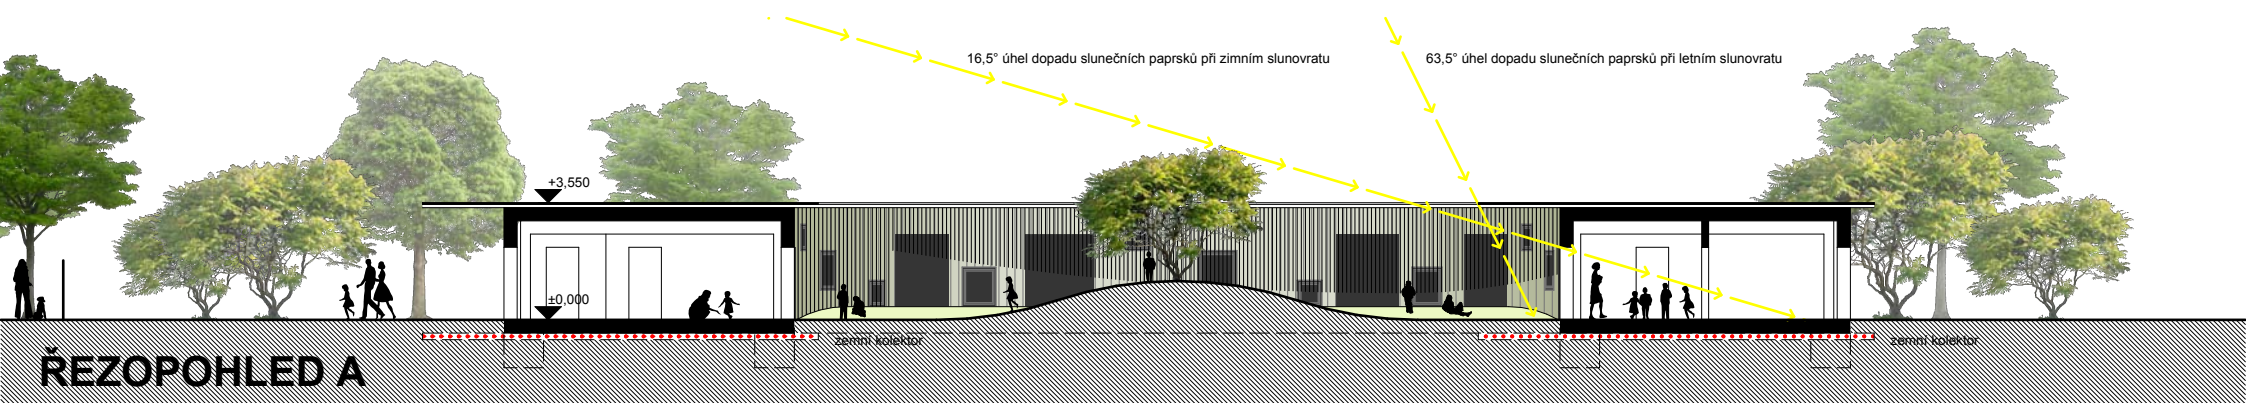 16,5° úhel dopadu slunečních paprsků při zimním slunovratu
63,5° úhel dopadu slunečních paprsků při letním slunovratu
+3,550
±0,000
zemní kolektor
zemní kolektor
ŘEZOPOHLED A